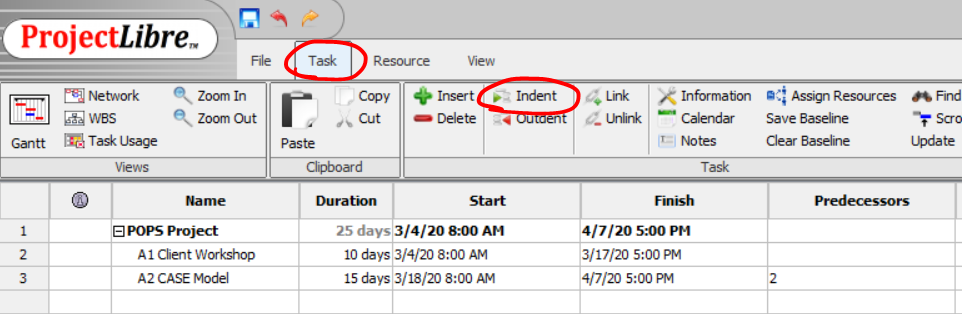 ProjectLibre TM
File Task Resource View
Network Zoom In Copy Insert Indent Link Information Assign Resources Find
WBS Zoom Out Cut Delete Outdent Unlink Calendar Save Baseline Scro
Gantt Task Usage Paste Notes Clear Baseline Update
Views Clipboard Task
Name Duration Start Finish Predecessors
1 POPS Project 25 days 3/4/20 8:00 AM 4/7/20 5:00 PM
2 A1 Client Workshop 10 days 3/4/20 8:00 AM 3/17/20 5:00 PM
3 A2 CASE Model 15 days 3/18/20 8:00 AM 4/7/20 5:00 PM 2